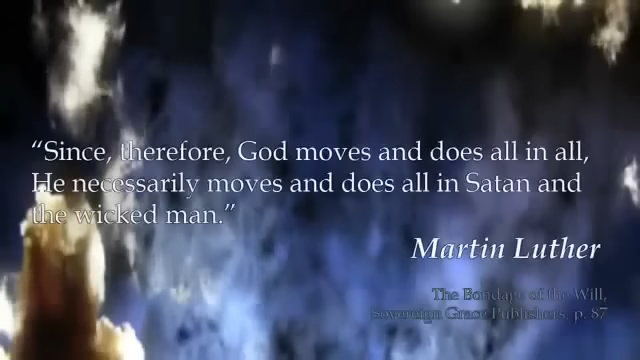 “Since, therefore, God moves and does all in all,
He necessarily moves and does all in Satan and
the wicked man.”
Martin Luther
The Bondage of the Will,
Sovereign Grace Publishers, p. 87